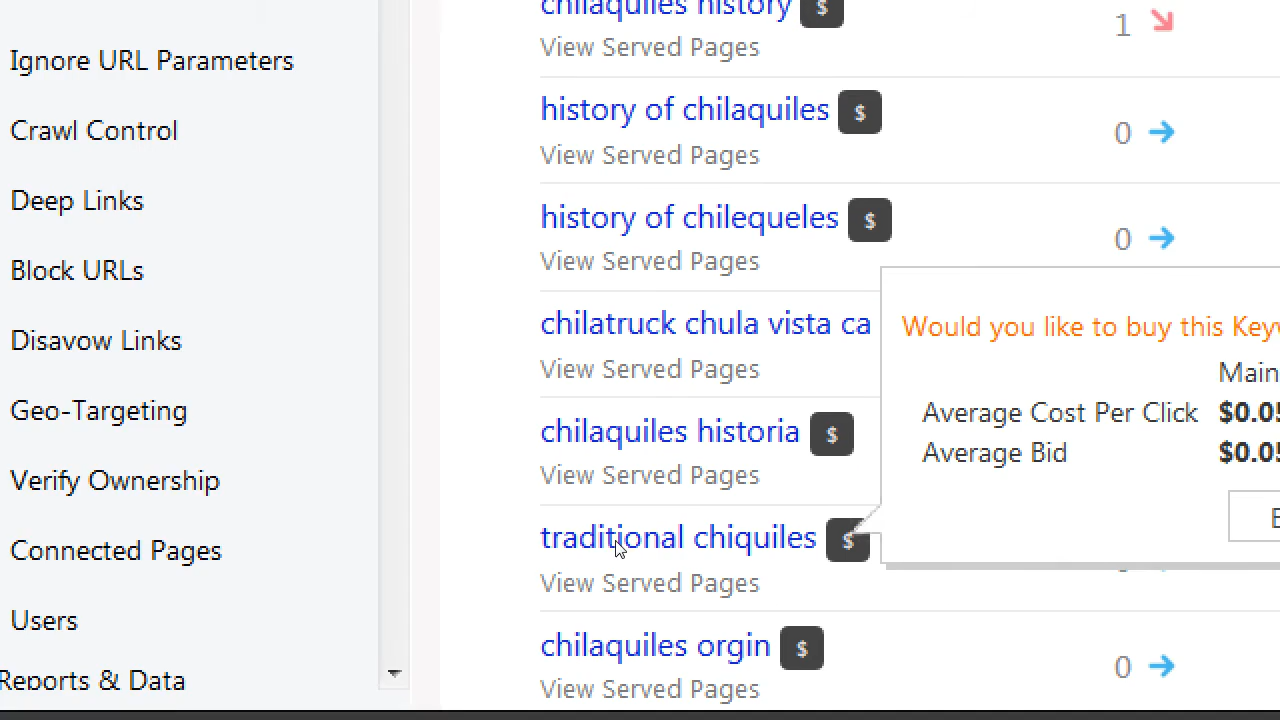 Ignore URL Parameters
Crawl Control
Deep Links
Block URLs
Disavow Links
Geo-Targeting
Verify Ownership
Connected Pages
Users
Reports & Data
chilaquiles history $ 1
View Served Pages
history of chilaquiles $ 0
View Served Pages
history of chilequeles $ 0
View Served Pages
chilatruck chula vista ca
View Served Pages
chilaquiles historia $
View Served Pages
traditional chiquiles $
View Served Pages
chilaquiles orgin $ 0
View Served Pages
Would you like to buy this
Main
Average Cost Per Click $0.05
Average Bid $0.05